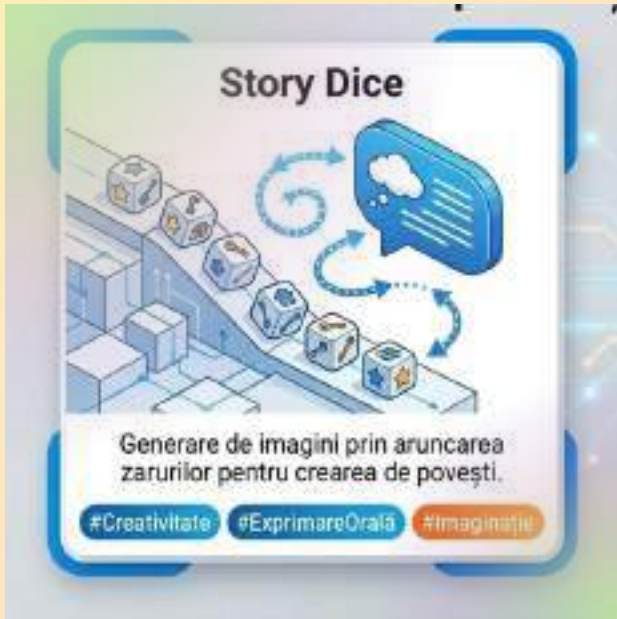 Story Dice
Generare de imagini prin aruncarea
zarurilor pentru crearea de povești.
#Creativitate #ExprimareOrală #Imaginație